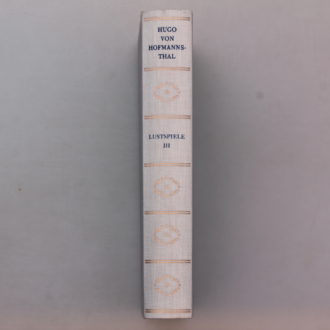 HUGO
VON
HOFMANNS-
THAL
LUSTSPIELE
III